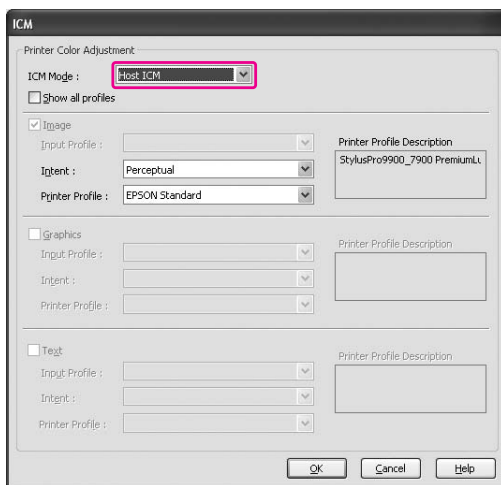 ICM
Printer Color Adjustment
ICM Mode :
Host ICM
Show all profiles
Image
Input Profile :
Intent :
Perceptual
Printer Profile :
EPSON Standard
Printer Profile Description
StylusPro9900_7900 PremiumLu
Graphics
Input Profile :
Intent :
Printer Profile :
Printer Profile Description
Text
Input Profile :
Intent :
Printer Profile :
Printer Profile Description
OK
Cancel
Help